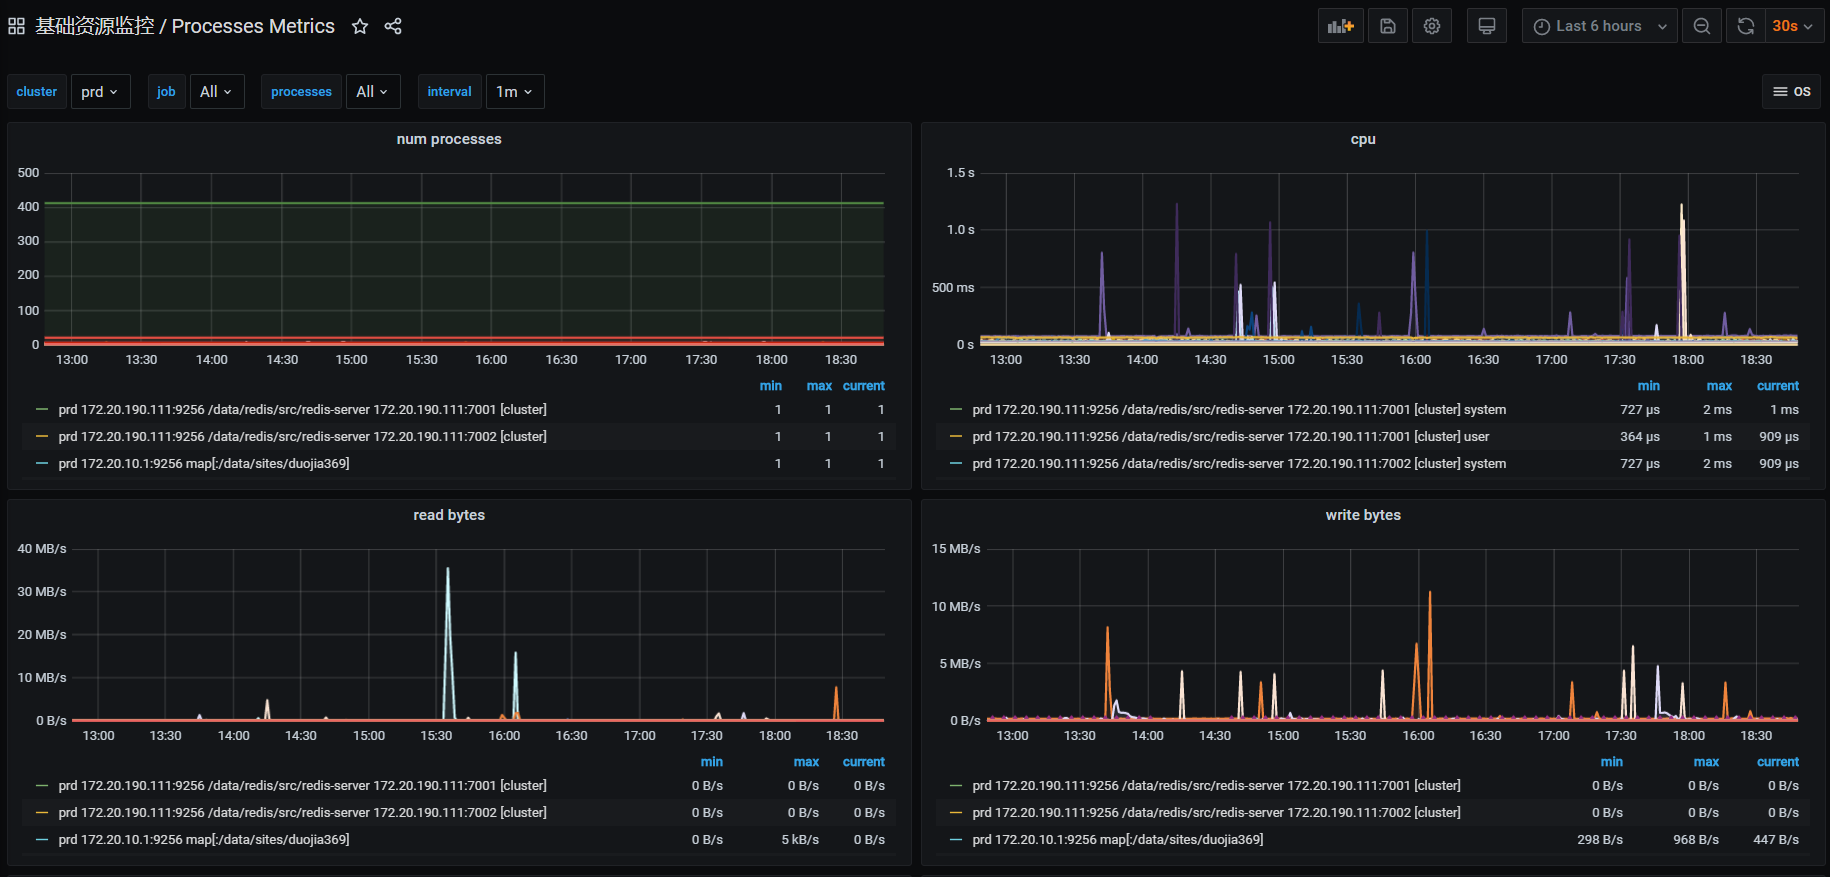 基础资源监控 / Processes Metrics
Last 6 hours
30s
cluster prd job All processes All interval 1m
OS
num processes
500
400
300
200
100
0
13:00 13:30 14:00 14:30 15:00 15:30 16:00 16:30 17:00 17:30 18:00 18:30
min max current
prd 172.20.190.111:9256 /data/redis/src/redis-server 172.20.190.111:7001 [cluster] 1 1 1
prd 172.20.190.111:9256 /data/redis/src/redis-server 172.20.190.111:7002 [cluster] 1 1 1
prd 172.20.10.1:9256 map[:/data/sites/duojia369] 1 1 1
cpu
1.5 s
1.0 s
500 ms
0 s
13:00 13:30 14:00 14:30 15:00 15:30 16:00 16:30 17:00 17:30 18:00 18:30
min max current
prd 172.20.190.111:9256 /data/redis/src/redis-server 172.20.190.111:7001 [cluster] system 727 µs 2 ms 1 ms
prd 172.20.190.111:9256 /data/redis/src/redis-server 172.20.190.111:7001 [cluster] user 364 µs 1 ms 909 µs
prd 172.20.190.111:9256 /data/redis/src/redis-server 172.20.190.111:7002 [cluster] system 727 µs 2 ms 909 µs
read bytes
40 MB/s
30 MB/s
20 MB/s
10 MB/s
0 B/s
13:00 13:30 14:00 14:30 15:00 15:30 16:00 16:30 17:00 17:30 18:00 18:30
min max current
prd 172.20.190.111:9256 /data/redis/src/redis-server 172.20.190.111:7001 [cluster] 0 B/s 0 B/s 0 B/s
prd 172.20.190.111:9256 /data/redis/src/redis-server 172.20.190.111:7002 [cluster] 0 B/s 0 B/s 0 B/s
prd 172.20.10.1:9256 map[:/data/sites/duojia369] 0 B/s 5 kB/s 0 B/s
write bytes
15 MB/s
10 MB/s
5 MB/s
0 B/s
13:00 13:30 14:00 14:30 15:00 15:30 16:00 16:30 17:00 17:30 18:00 18:30
min max current
prd 172.20.190.111:9256 /data/redis/src/redis-server 172.20.190.111:7001 [cluster] 0 B/s 0 B/s 0 B/s
prd 172.20.190.111:9256 /data/redis/src/redis-server 172.20.190.111:7002 [cluster] 0 B/s 0 B/s 0 B/s
prd 172.20.10.1:9256 map[:/data/sites/duojia369] 298 B/s 968 B/s 447 B/s